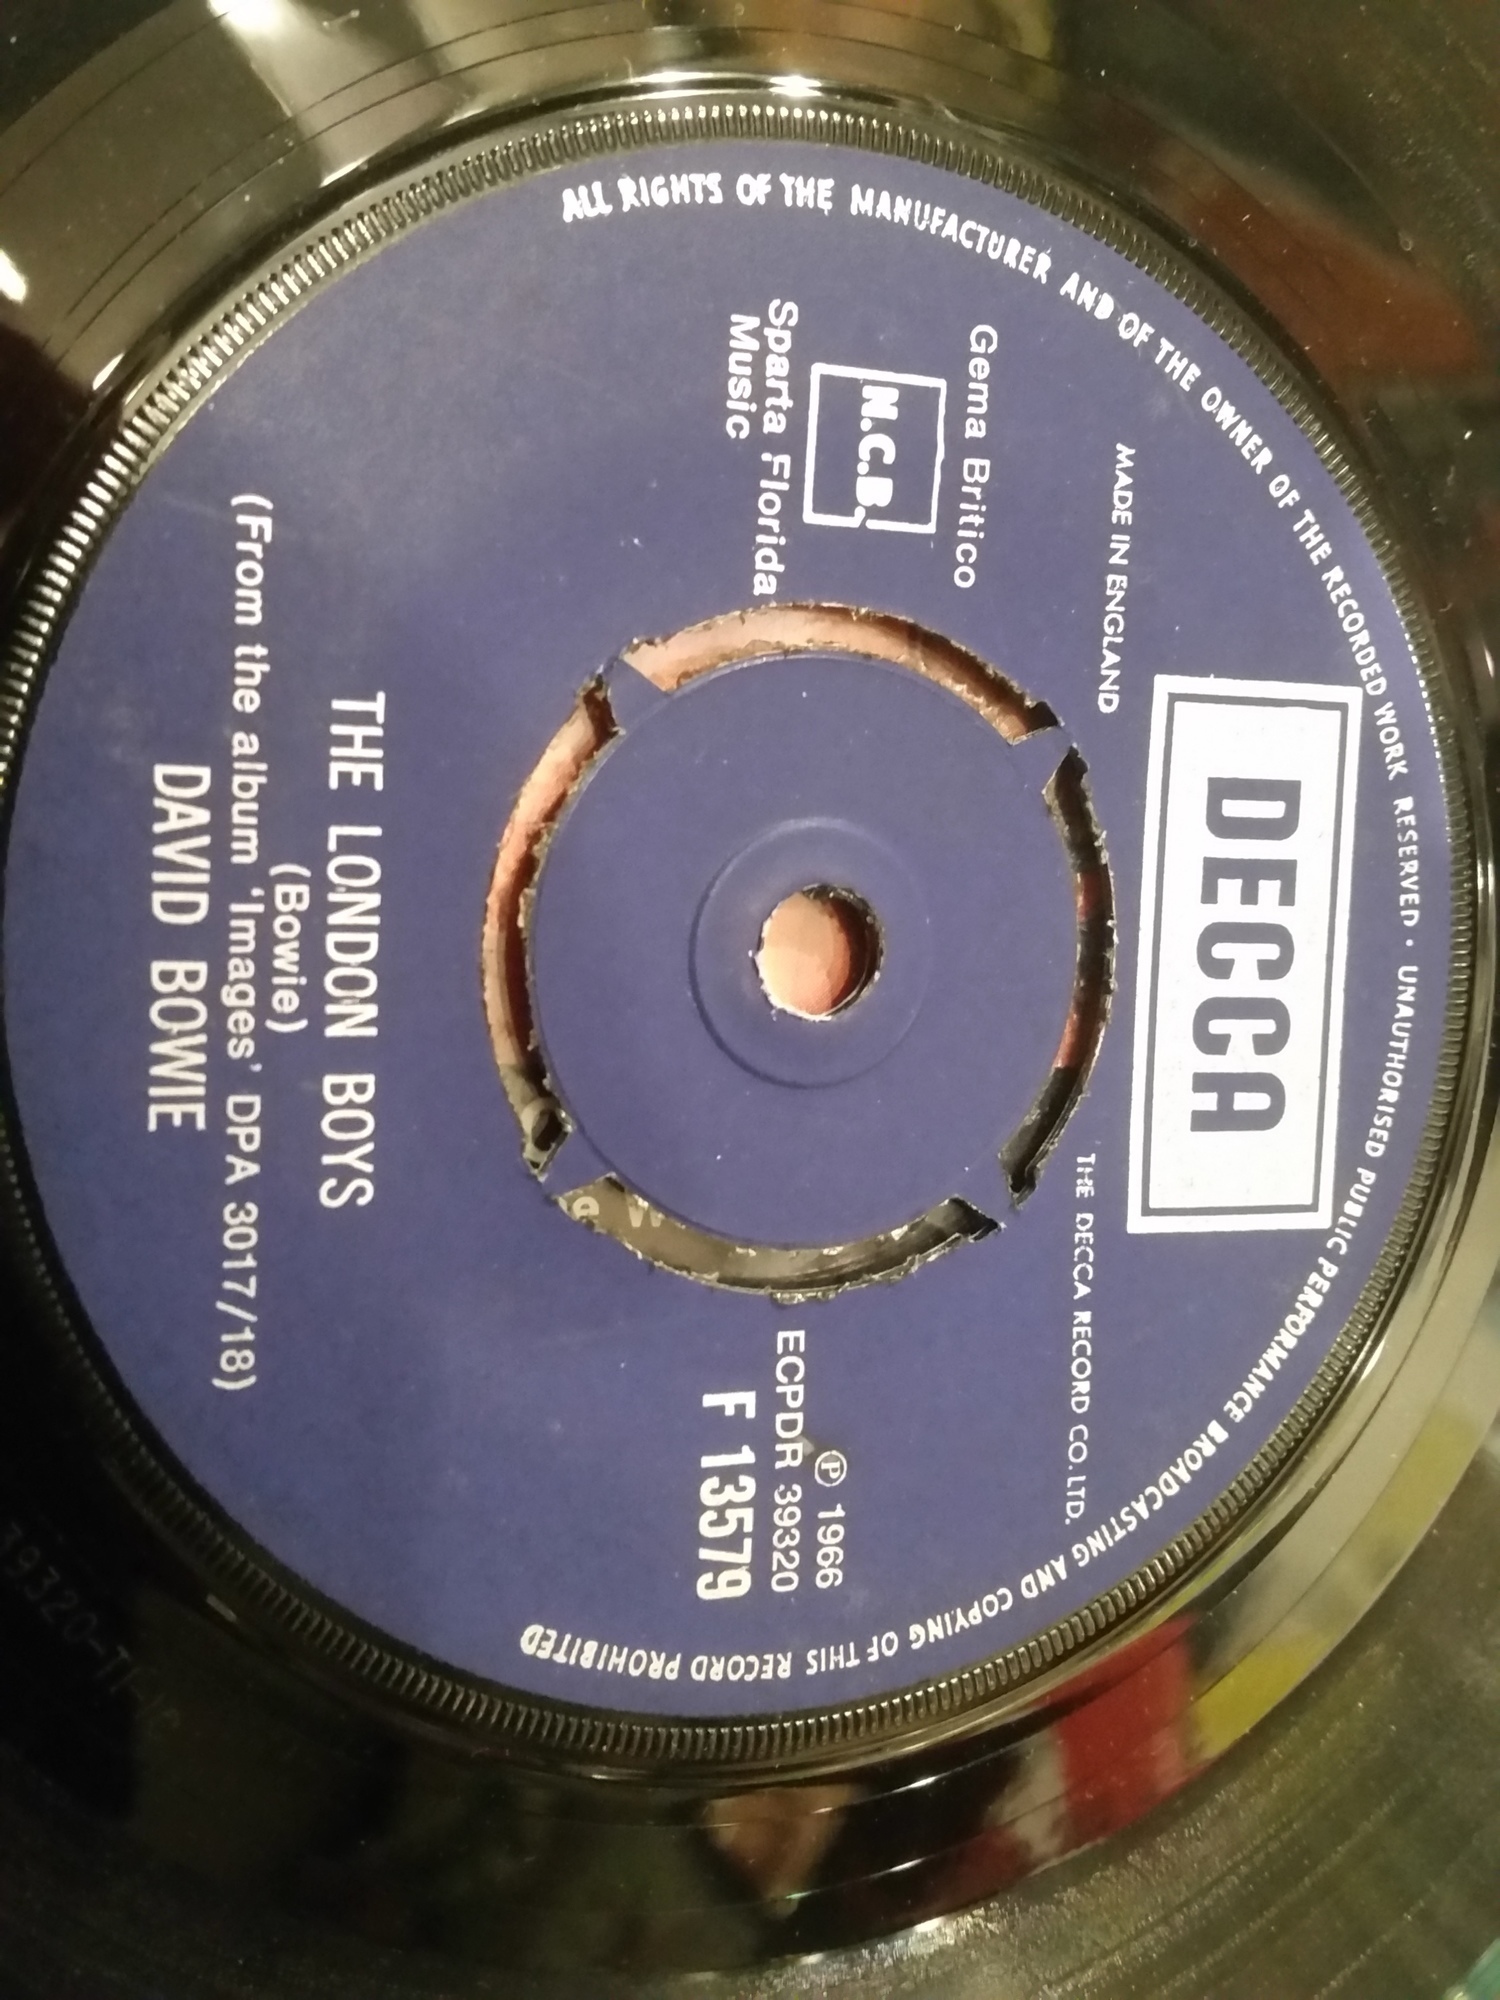 ALL RIGHTS OF THE MANUFACTURER AND OF THE OWNER OF THE RECORDED WORK RESERVED • UNAUTHORISED PUBLIC PERFORMANCE BROADCASTING AND COPYING OF THIS RECORD PROHIBITED
DECCA
MADE IN ENGLAND
THE DECCA RECORD CO. LTD.
Gema Britico
N.C.B.
Sparta Florida
Music
℗ 1966
ECPDR 39320
F 13579
THE LONDON BOYS
(Bowie)
(From the album 'Images' DPA 3017/18)
DAVID BOWIE